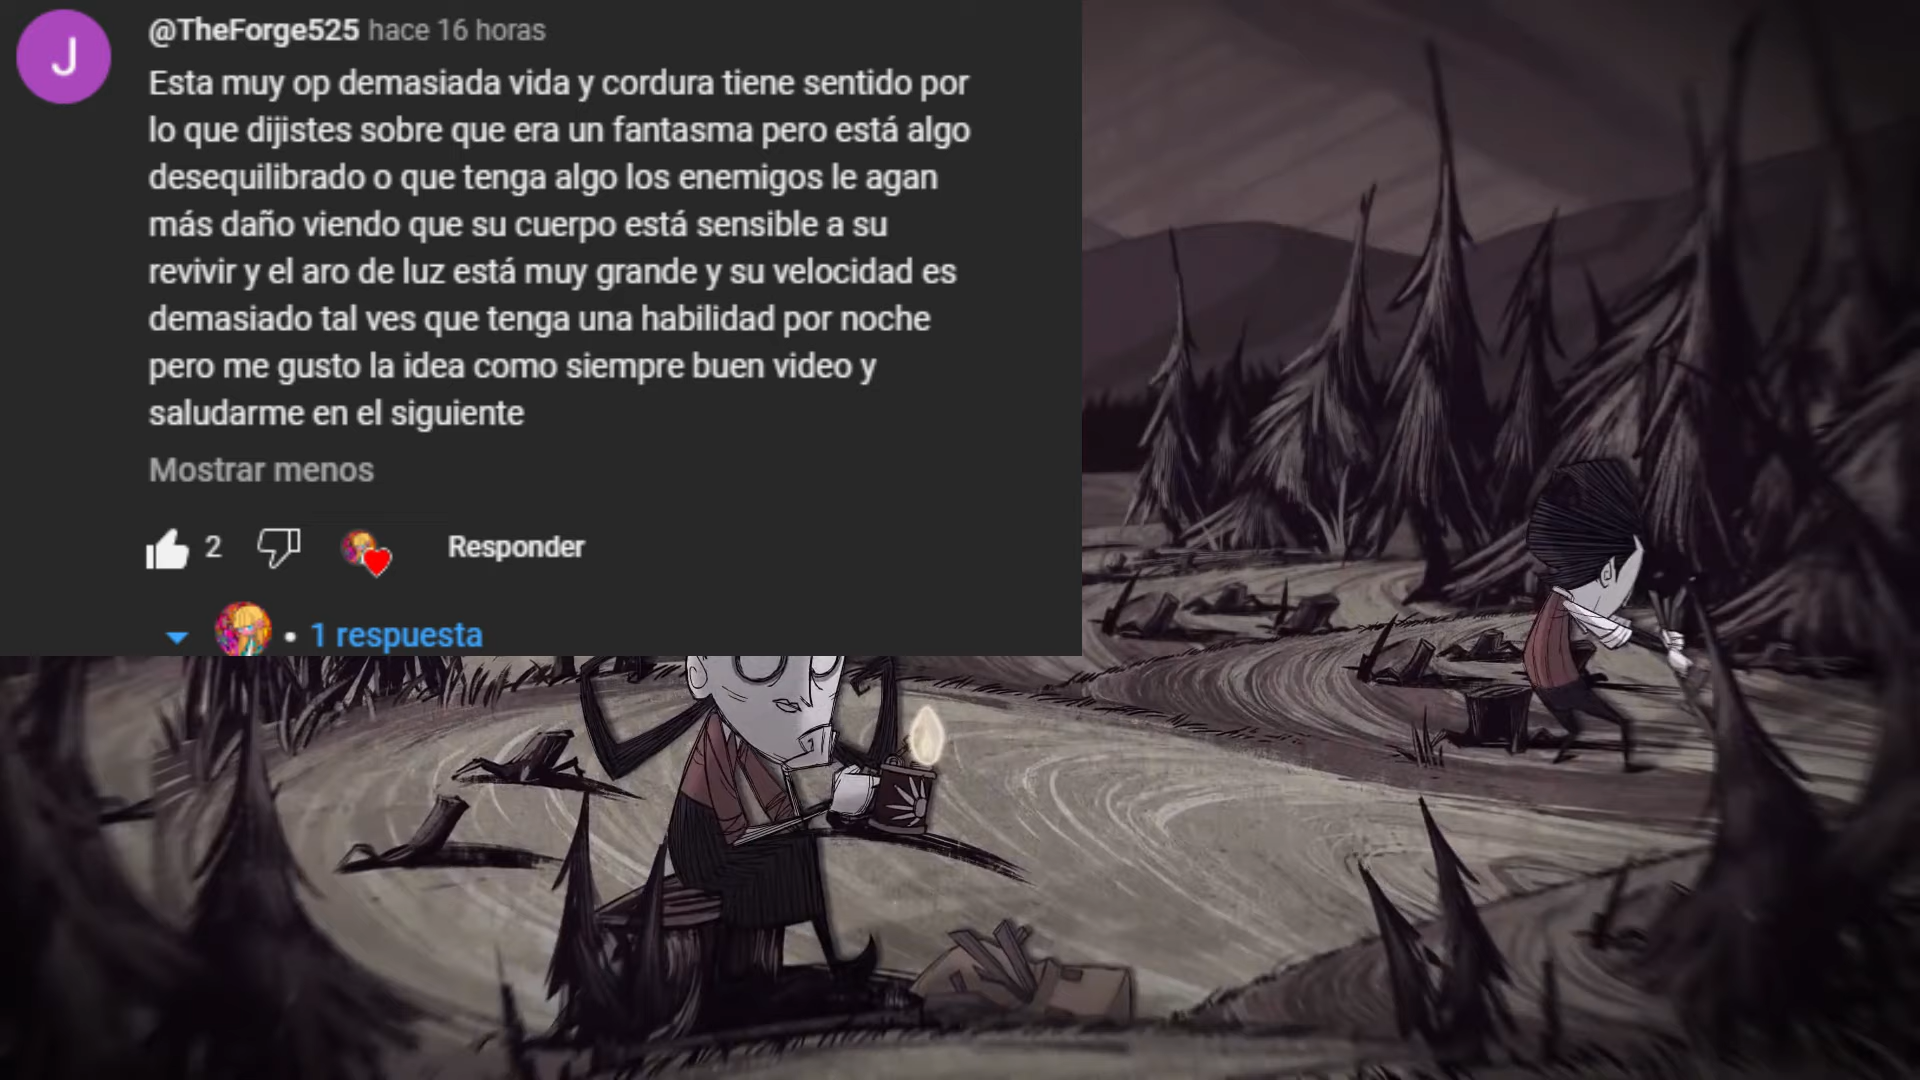 J
@TheForge525 hace 16 horas
Esta muy op demasiada vida y cordura tiene sentido por
lo que dijistes sobre que era un fantasma pero está algo
desequilibrado o que tenga algo los enemigos le agan
más daño viendo que su cuerpo está sensible a su
revivir y el aro de luz está muy grande y su velocidad es
demasiado tal ves que tenga una habilidad por noche
pero me gusto la idea como siempre buen video y
saludarme en el siguiente
Mostrar menos
2 Responder
• 1 respuesta